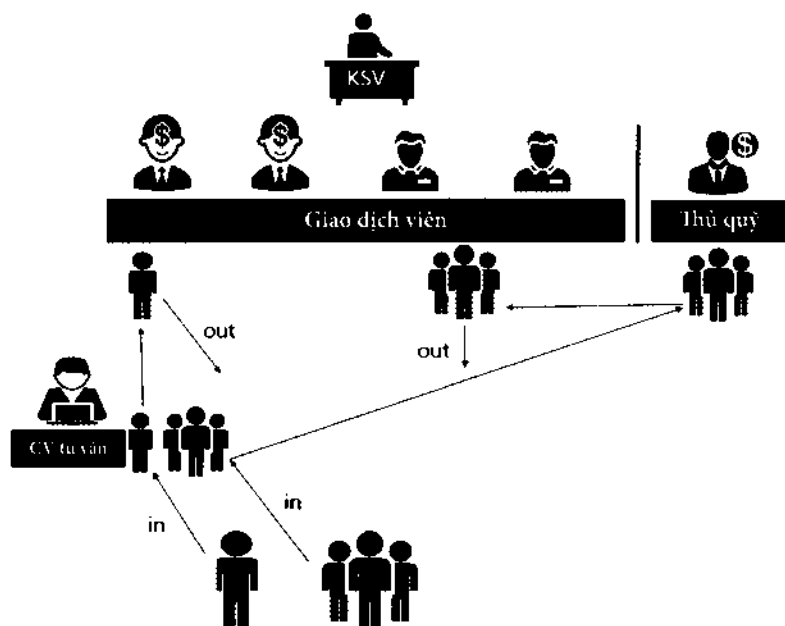 KSV
$
$
$
Giao dịch viên
Thủ quỹ
out
out
CV tư vấn
in
in